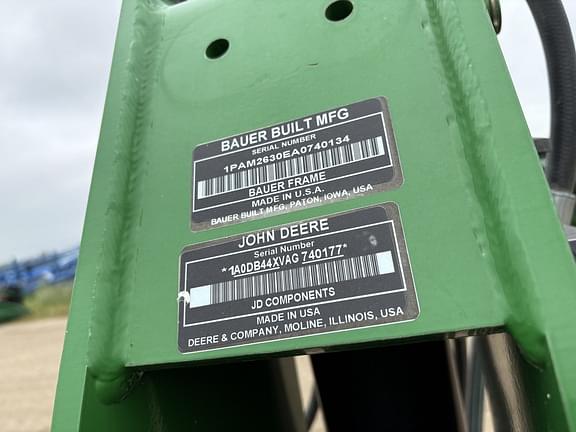 BAUER BUILT MFG
SERIAL NUMBER
1PAM2630EA0740134
BAUER FRAME
MADE IN U.S.A.
BAUER BUILT MFG, PATON, IOWA, USA
JOHN DEERE
Serial Number
*1A0DB44XVAG 740177*
JD COMPONENTS
MADE IN USA
DEERE & COMPANY, MOLINE, ILLINOIS, USA